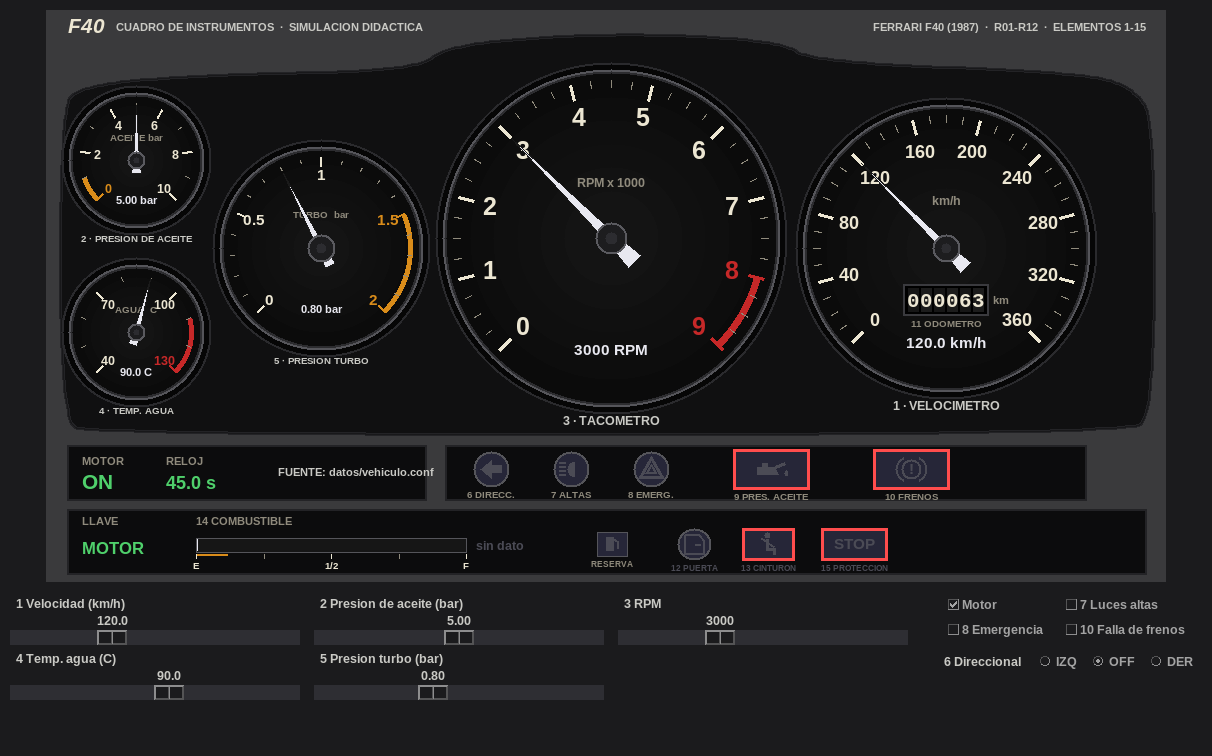 F40 CUADRO DE INSTRUMENTOS · SIMULACION DIDACTICA
FERRARI F40 (1987) · R01-R12 · ELEMENTOS 1-15
0 2 4 6 8 10
ACEITE bar
5.00 bar
2 · PRESION DE ACEITE
40 70 100 130
AGUA C
90.0 C
4 · TEMP. AGUA
0 0.5 1 1.5 2
TURBO bar
0.80 bar
5 · PRESION TURBO
0 1 2 3 4 5 6 7 8 9
RPM x 1000
3000 RPM
3 · TACOMETRO
0 40 80 120 160 200 240 280 320 360
km/h
000063 km
11 ODOMETRO
120.0 km/h
1 · VELOCIMETRO
MOTOR RELOJ
ON 45.0 s
FUENTE: datos/vehiculo.conf
6 DIRECC. 7 ALTAS 8 EMERG. 9 PRES. ACEITE 10 FRENOS
LLAVE 14 COMBUSTIBLE
MOTOR
sin dato
E 1/2 F
STOP
RESERVA 12 PUERTA 13 CINTURON 15 PROTECCION
1 Velocidad (km/h) 2 Presion de aceite (bar) 3 RPM
120.0 5.00 3000
4 Temp. agua (C) 5 Presion turbo (bar)
90.0 0.80
Motor 7 Luces altas
8 Emergencia 10 Falla de frenos
6 Direccional IZQ OFF DER